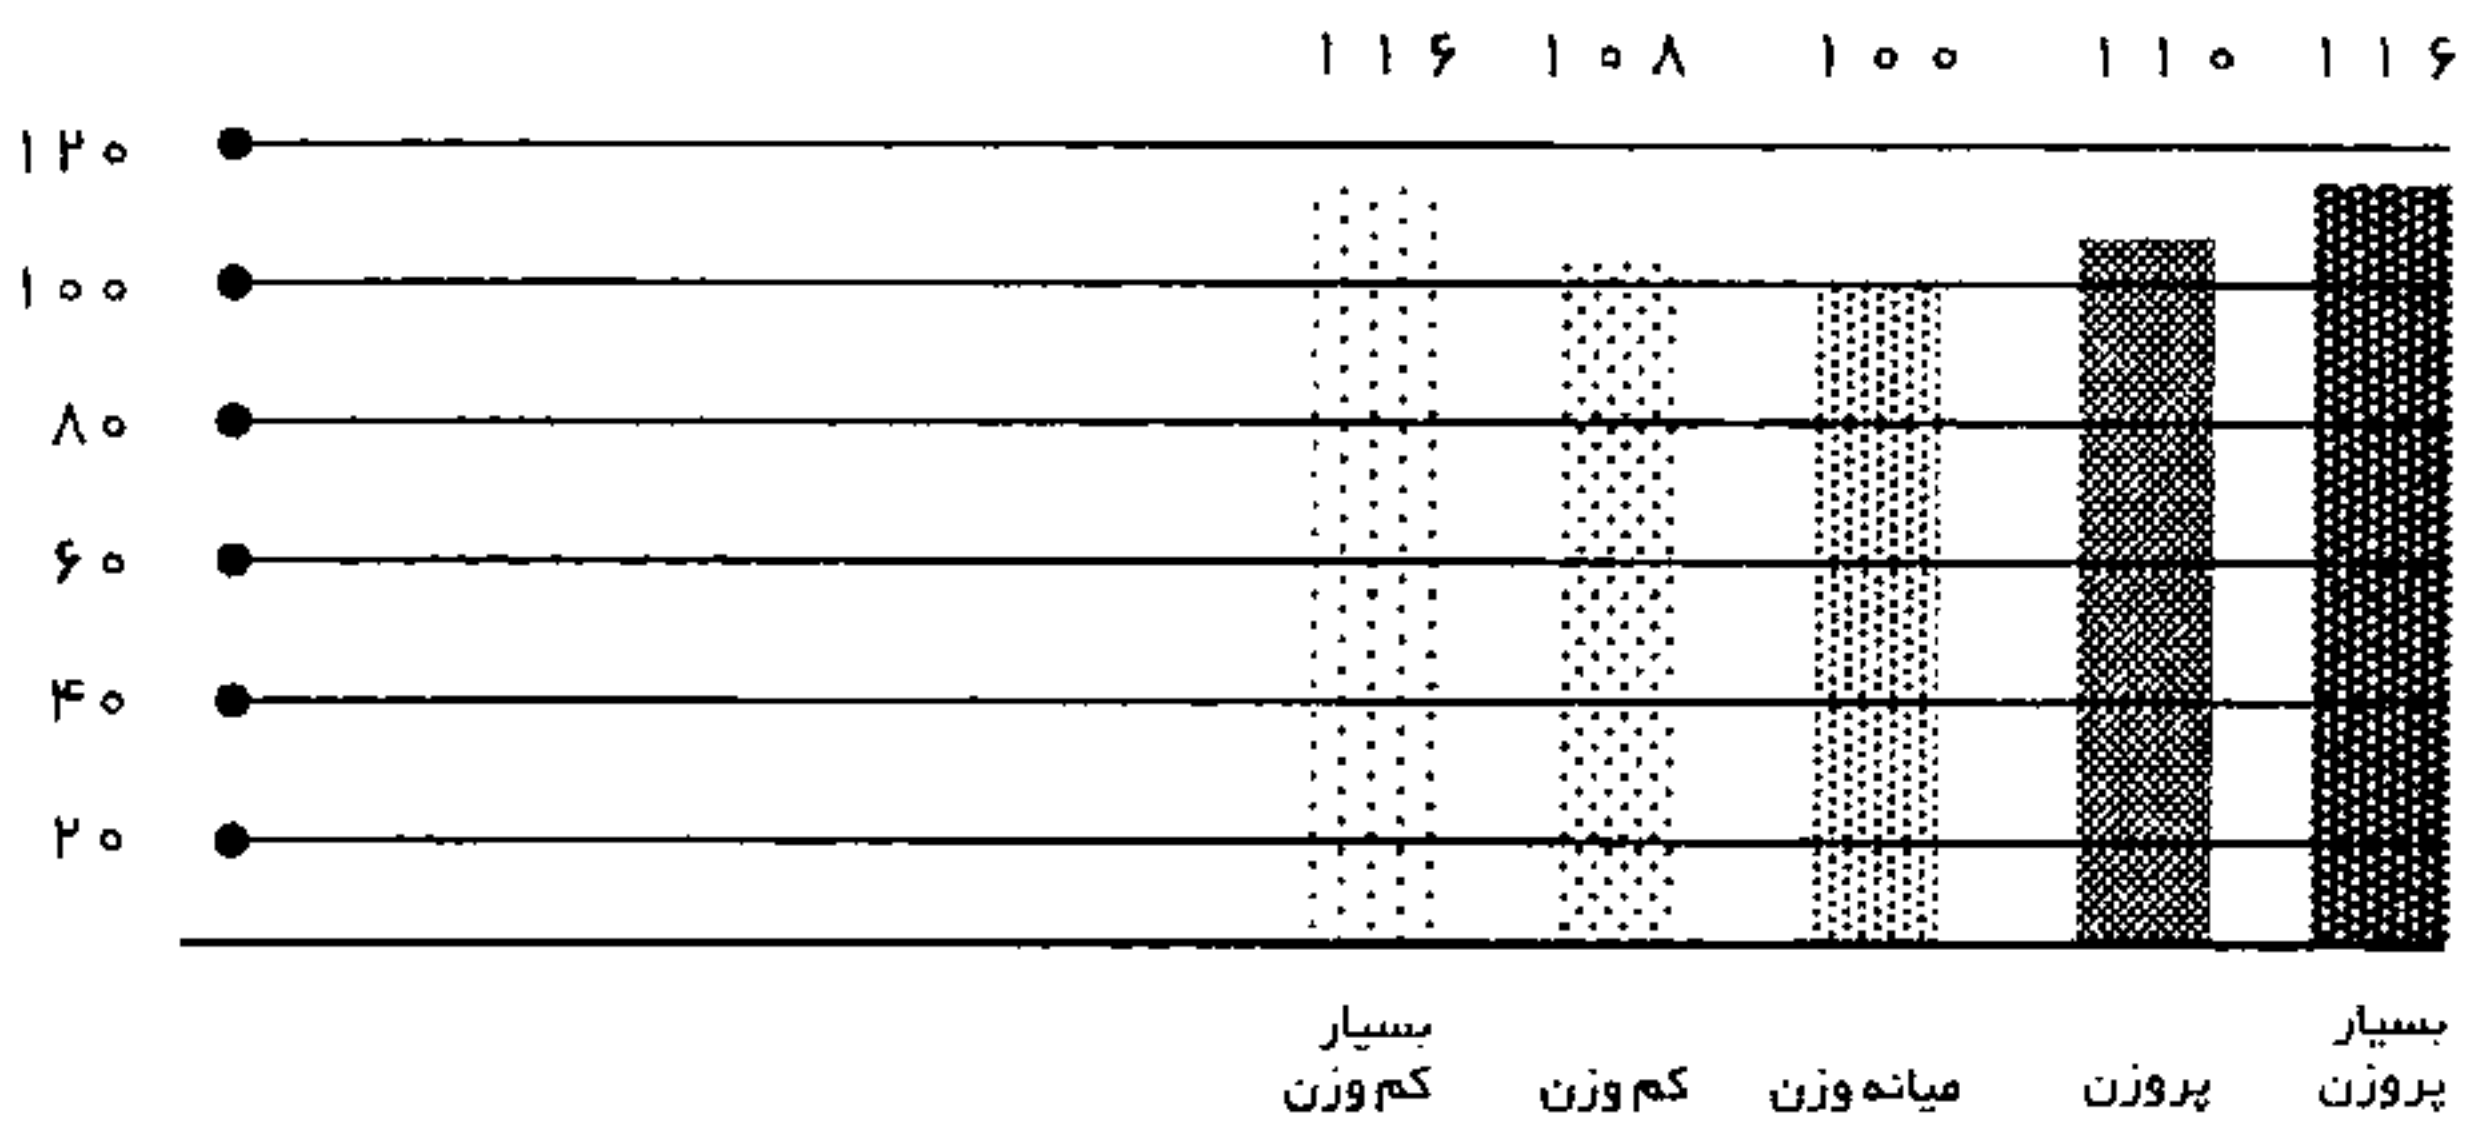 ۱۱۶ ۱۰۸ ۱۰۰ ۱۱۰ ۱۱۶
۱۲۰
۱۰۰
۸۰
۶۰
۴۰
۲۰
بسیار پروزن
پروزن
میانه وزن
کم وزن
بسیار کم وزن